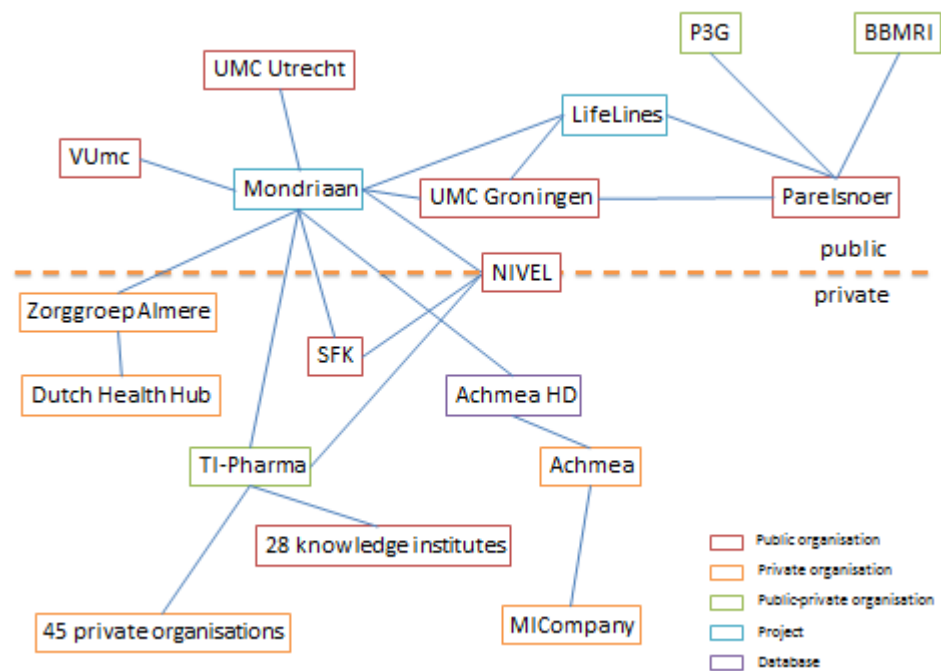 P3G
BBMRI
UMC Utrecht
LifeLines
VUmc
Mondriaan
UMC Groningen
Parelsnoer
public
NIVEL
private
Zorggroep Almere
SFK
Dutch Health Hub
Achmea HD
TI-Pharma
Achmea
28 knowledge institutes
45 private organisations
MICompany
Public organisation
Private organisation
Public-private organisation
Project
Database